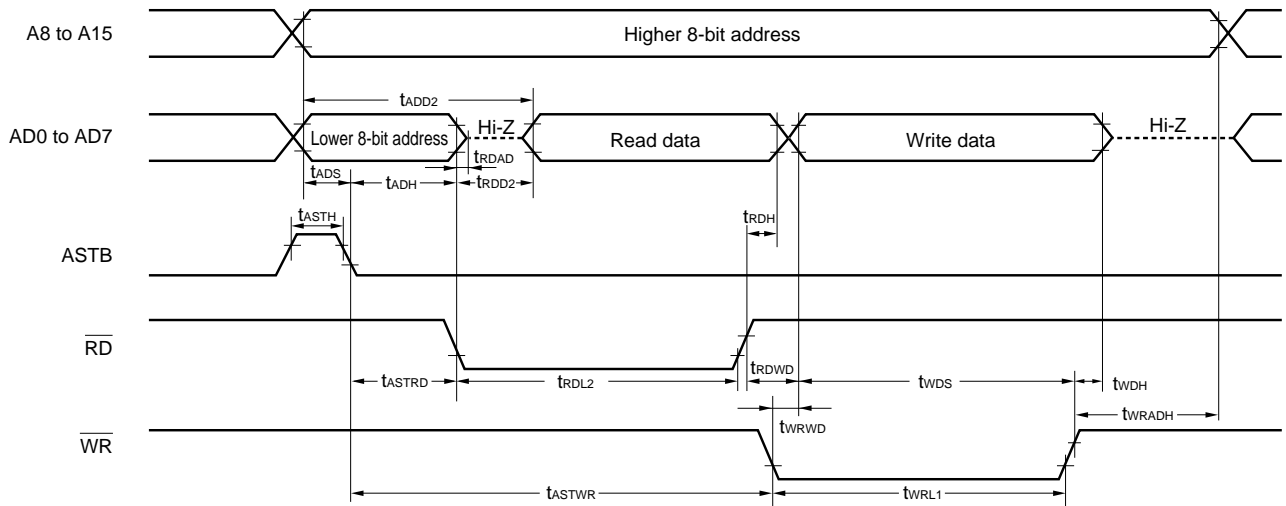 A8 to A15
Higher 8-bit address
tADD2
AD0 to AD7
Lower 8-bit address
Hi-Z
Read data
Write data
Hi-Z
tRDAD
tADS
tADH
tRDD2
tASTH
tRDH
ASTB
RD
tASTRD
tRDL2
tRDWD
tWDS
tWDH
tWRWD
tWRADH
WR
tASTWR
tWRL1